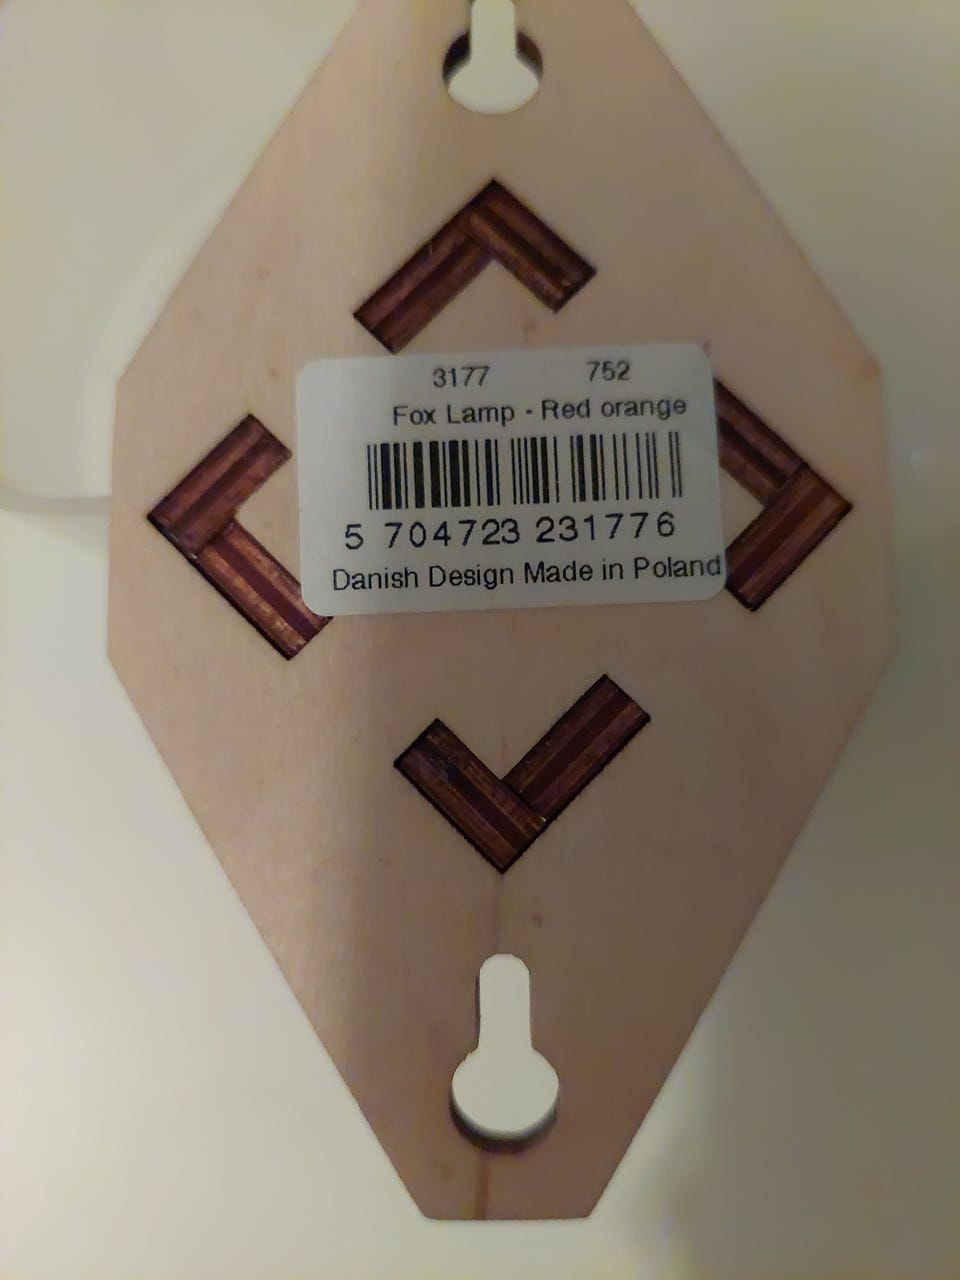 3177 752
Fox Lamp - Red orange
5 704723 231776
Danish Design Made in Poland